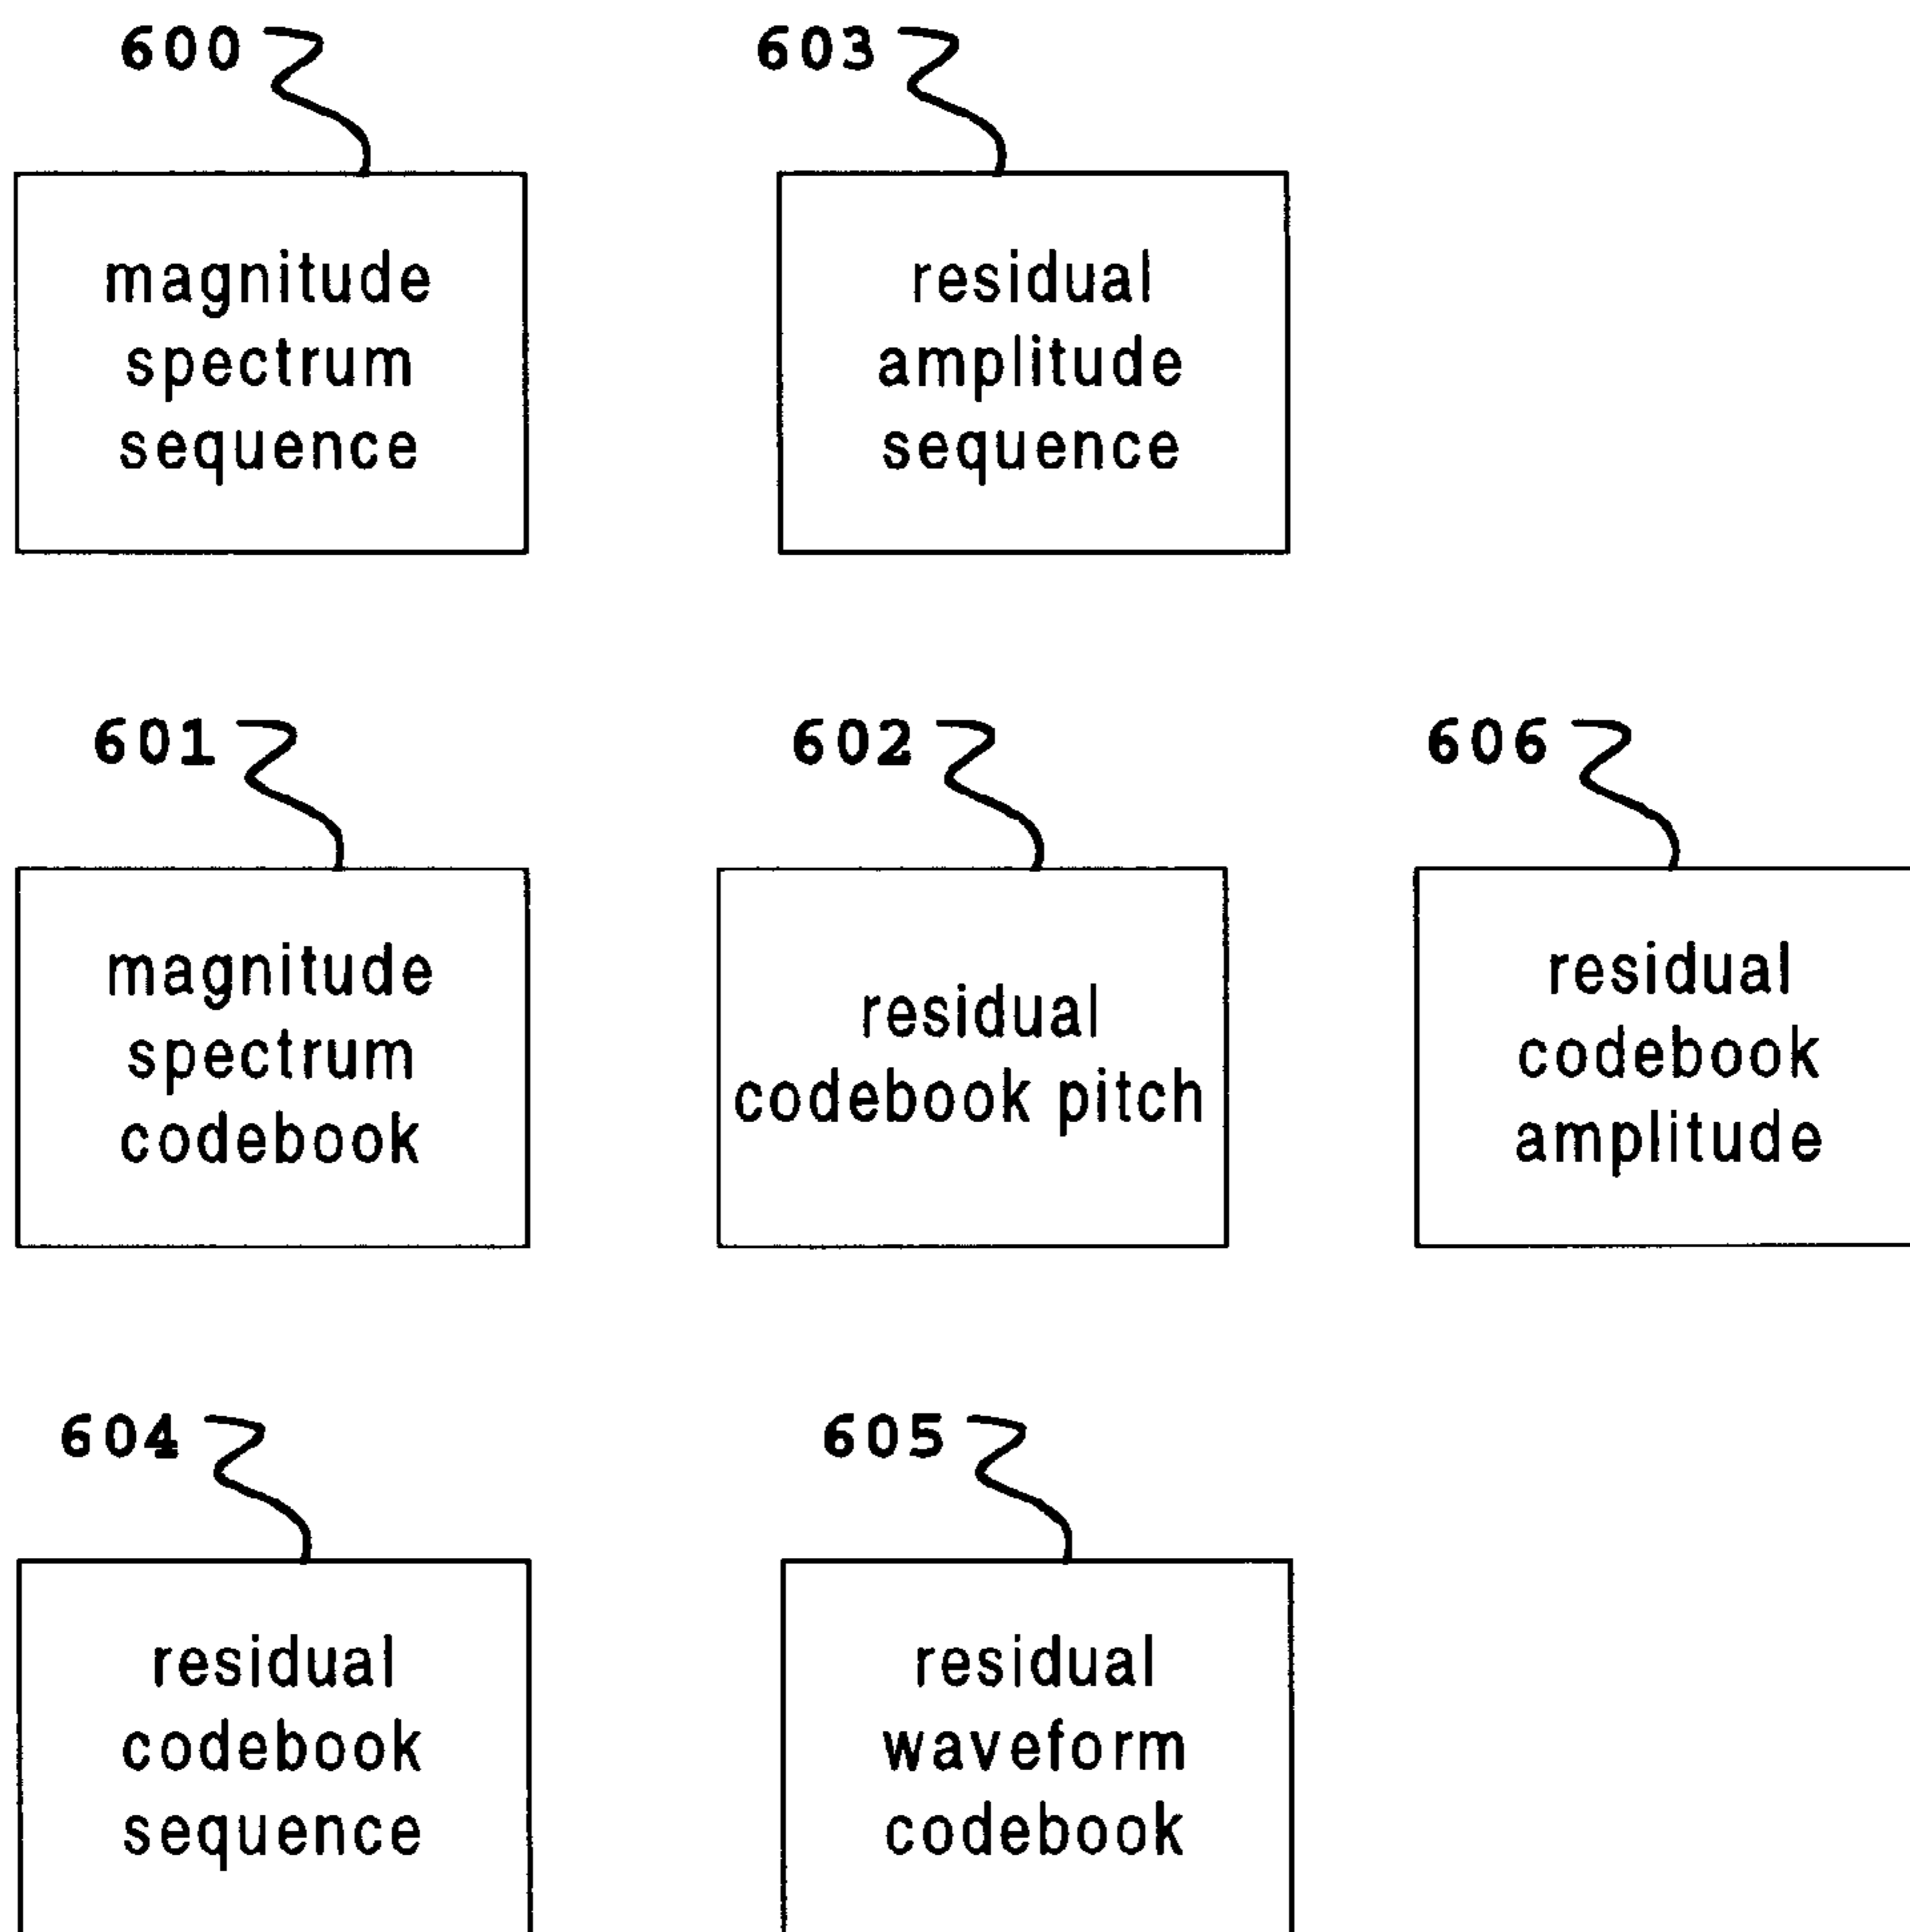 600
magnitude
spectrum
sequence
603
residual
amplitude
sequence
601
magnitude
spectrum
codebook
602
residual
codebook pitch
606
residual
codebook
amplitude
604
residual
codebook
sequence
605
residual
waveform
codebook